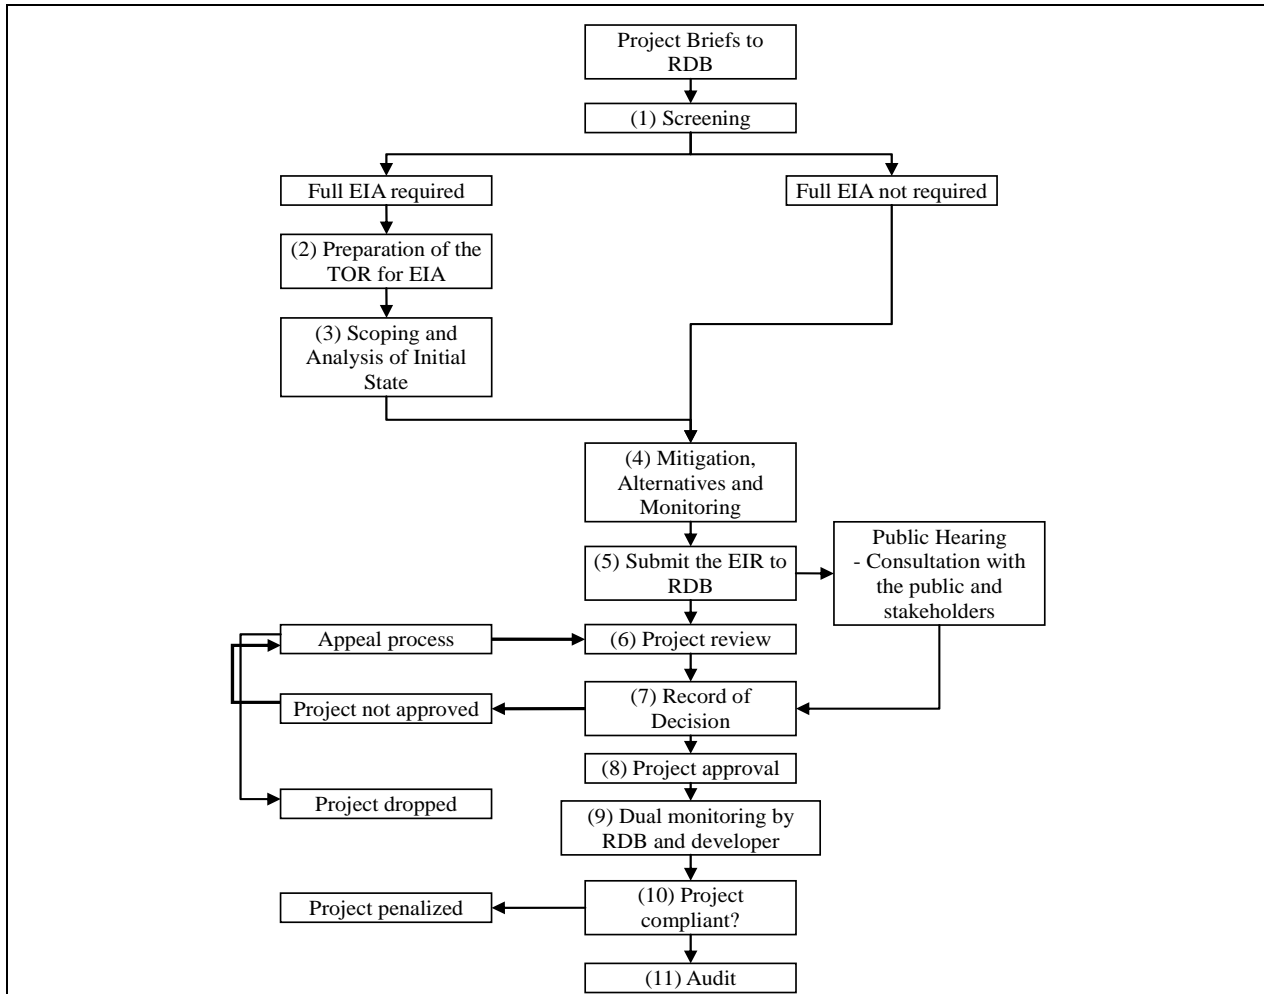 Project Briefs to
RDB
(1) Screening
Full EIA required
Full EIA not required
(2) Preparation of the
TOR for EIA
(3) Scoping and
Analysis of Initial
State
(4) Mitigation,
Alternatives and
Monitoring
(5) Submit the EIR to
RDB
Public Hearing
- Consultation with
the public and
stakeholders
Appeal process
(6) Project review
Project not approved
(7) Record of
Decision
(8) Project approval
Project dropped
(9) Dual monitoring by
RDB and developer
Project penalized
(10) Project
compliant?
(11) Audit